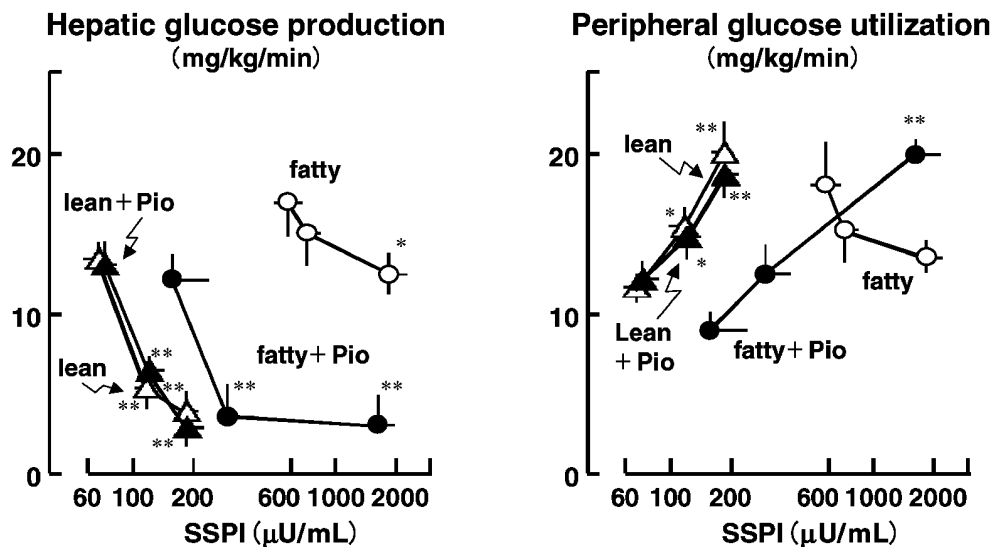 Hepatic glucose production
(mg/kg/min)
20
10
0
fatty
lean+Pio
*
fatty+Pio
lean
**
**
**
**
**
**
60 100 200 600 1000 2000
SSPI (μU/mL)
Peripheral glucose utilization
(mg/kg/min)
20
10
0
**
**
lean
**
*
*
Lean
+ Pio
fatty
fatty+Pio
60 100 200 600 1000 2000
SSPI (μU/mL)